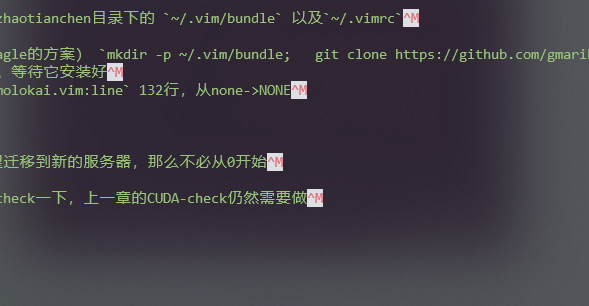 zhaotianchen目录下的 `~/.vim/bundle` 以及`~/.vimrc`^M
agle的方案） `mkdir -p ~/.vim/bundle;   git clone https://github.com/gmari
，等待它安装好^M
molokai.vim:line` 132行，从none->NONE^M
迁移到新的服务器，那么不必从0开始^M
check一下，上一章的CUDA-check仍然需要做^M